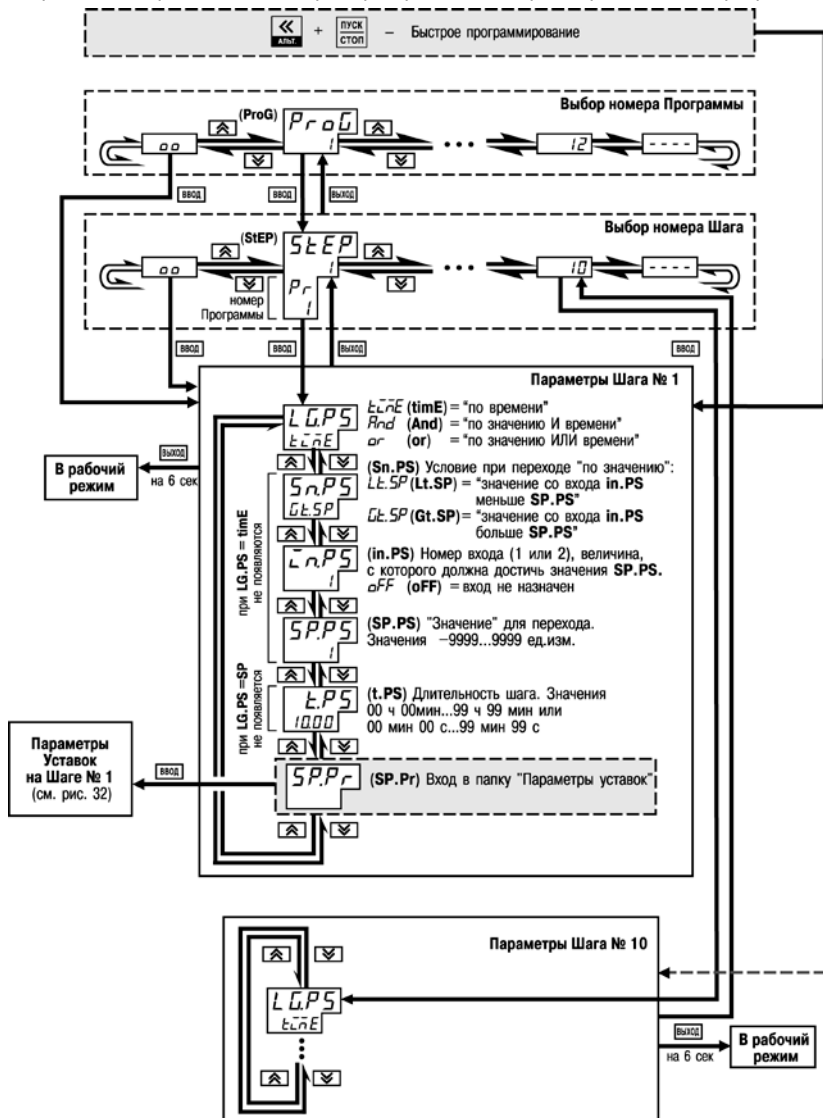 « АЛЬТ. + ПУСК СТОП – Быстрое программирование
Выбор номера Программы
(ProG)
ProG
1
oo
...
12
- - - -
ВВОД
ВВОД
ВЫХОД
Выбор номера Шага
(StEP)
StEP
1
Pr
1
номер
Программы
oo
...
10
- - - -
ВВОД
ВВОД
ВЫХОД
ВВОД
Параметры Шага № 1
LG.PS
timE
timE (timE) = "по времени"
And (And) = "по значению И времени"
or (or) = "по значению ИЛИ времени"
ВЫХОД
на 6 сек
В рабочий
режим
при LG.PS = timE
не появляются
Sn.PS
Gt.SP
(Sn.PS) Условие при переходе "по значению":
Lt.SP (Lt.SP) = "значение со входа in.PS
меньше SP.PS"
Gt.SP (Gt.SP) = "значение со входа in.PS
больше SP.PS"
in.PS
1
(in.PS) Номер входа (1 или 2), величина,
с которого должна достичь значения SP.PS.
oFF (oFF) = вход не назначен
SP.PS
1
(SP.PS) "Значение" для перехода.
Значения −9999...9999 ед.изм.
при LG.PS =SP
не появляется
t.PS
10.00
(t.PS) Длительность шага. Значения
00 ч 00мин...99 ч 99 мин или
00 мин 00 с...99 мин 99 с
Параметры
Уставок
на Шаге № 1
(см. рис. 32)
ВВОД
SP.Pr
(SP.Pr) Вход в папку "Параметры уставок"
Параметры Шага № 10
LG.PS
timE
ВЫХОД
на 6 сек
В рабочий
режим